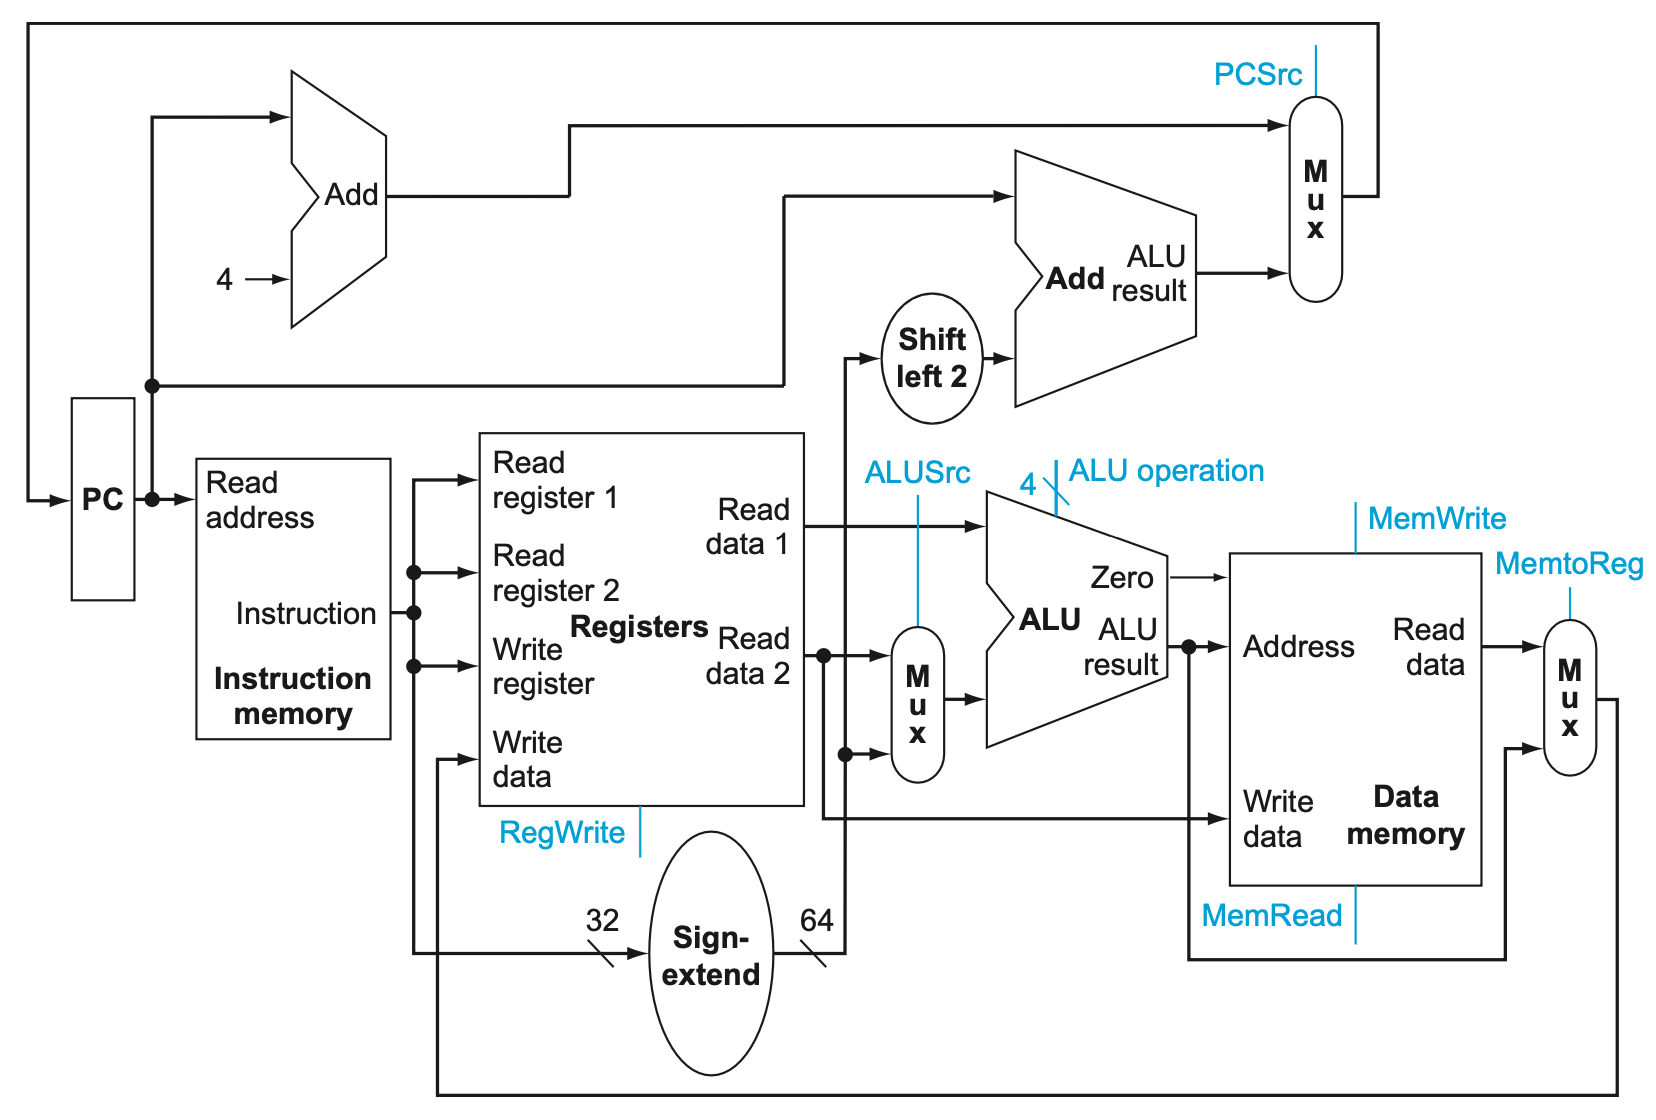 PCSrc
Add
4
M
u
x
Add
ALU
result
Shift
left 2
PC
Read
address
Instruction
Instruction
memory
Read
register 1
Read
register 2
Write
register
Write
data
Registers
Read
data 1
Read
data 2
RegWrite
ALUSrc
M
u
x
4
ALU operation
Zero
ALU
ALU
result
MemWrite
Address
Read
data
Write
data
Data
memory
MemRead
MemtoReg
M
u
x
32
Sign-
extend
64